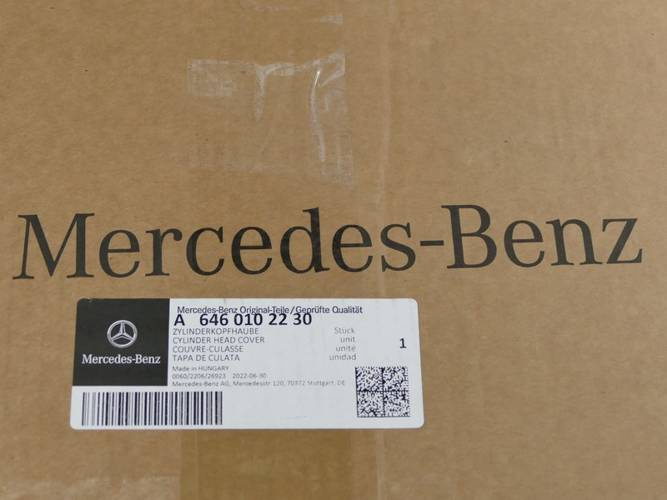 Mercedes-Benz
Mercedes-Benz Original-Teile/Geprüfte Qualität
A 646 010 22 30
ZYLINDERKOPFHAUBE Stück
CYLINDER HEAD COVER unit 1
COUVRE-CULASSE unité
TAPA DE CULATA unidad
Mercedes-Benz
Made in HUNGARY
0060/2206/26923 2022-06-30
Mercedes-Benz AG, Mercedesstr 120, 70372 Stuttgart, DE